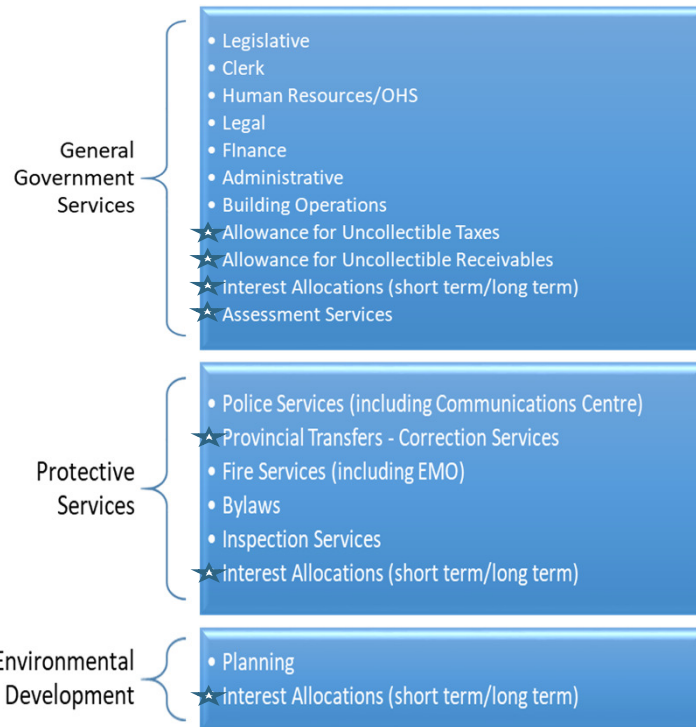 General
Government
Services
• Legislative
• Clerk
• Human Resources/OHS
• Legal
• FInance
• Administrative
• Building Operations
Allowance for Uncollectible Taxes
Allowance for Uncollectible Receivables
interest Allocations (short term/long term)
Assessment Services
Protective
Services
• Police Services (including Communications Centre)
Provincial Transfers - Correction Services
• Fire Services (including EMO)
• Bylaws
• Inspection Services
Interest Allocations (short term/long term)
Environmental
Development
• Planning
Interest Allocations (short term/long term)